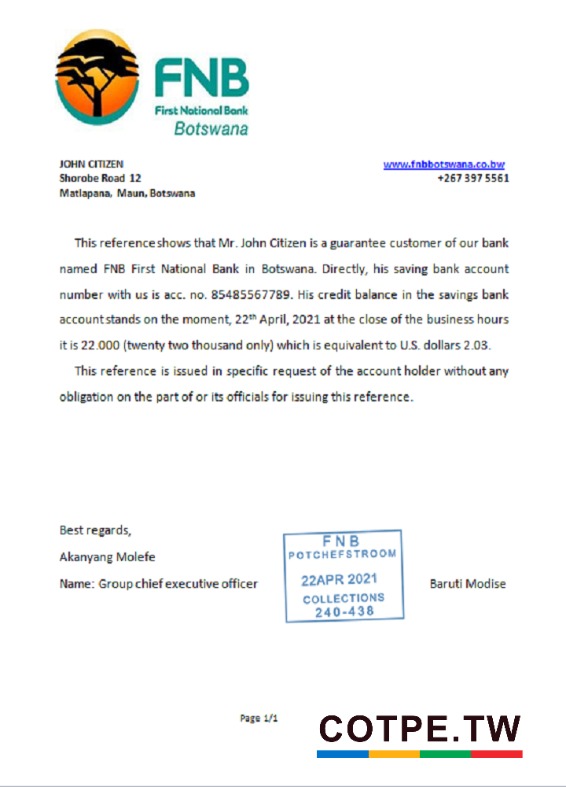 FNB
First National Bank
Botswana
JOHN CITIZEN
Shorobe Road 12
Matlapana, Maun, Botswana
www.fnbbotswana.co.bw
+267 397 5561
This reference shows that Mr. John Citizen is a guarantee customer of our bank
named FNB First National Bank in Botswana. Directly, his saving bank account
number with us is acc. no. 85485567789. His credit balance in the savings bank
account stands on the moment, 22th April, 2021 at the close of the business hours
it is 22.000 (twenty two thousand only) which is equivalent to U.S. dollars 2.03.
This reference is issued in specific request of the account holder without any
obligation on the part of or its officials for issuing this reference.
Best regards,
Akanyang Molefe
Name: Group chief executive officer
FNB
POTCHEFSTROOM
22APR 2021
COLLECTIONS
240-438
Baruti Modise
Page 1/1
COTPE.TW